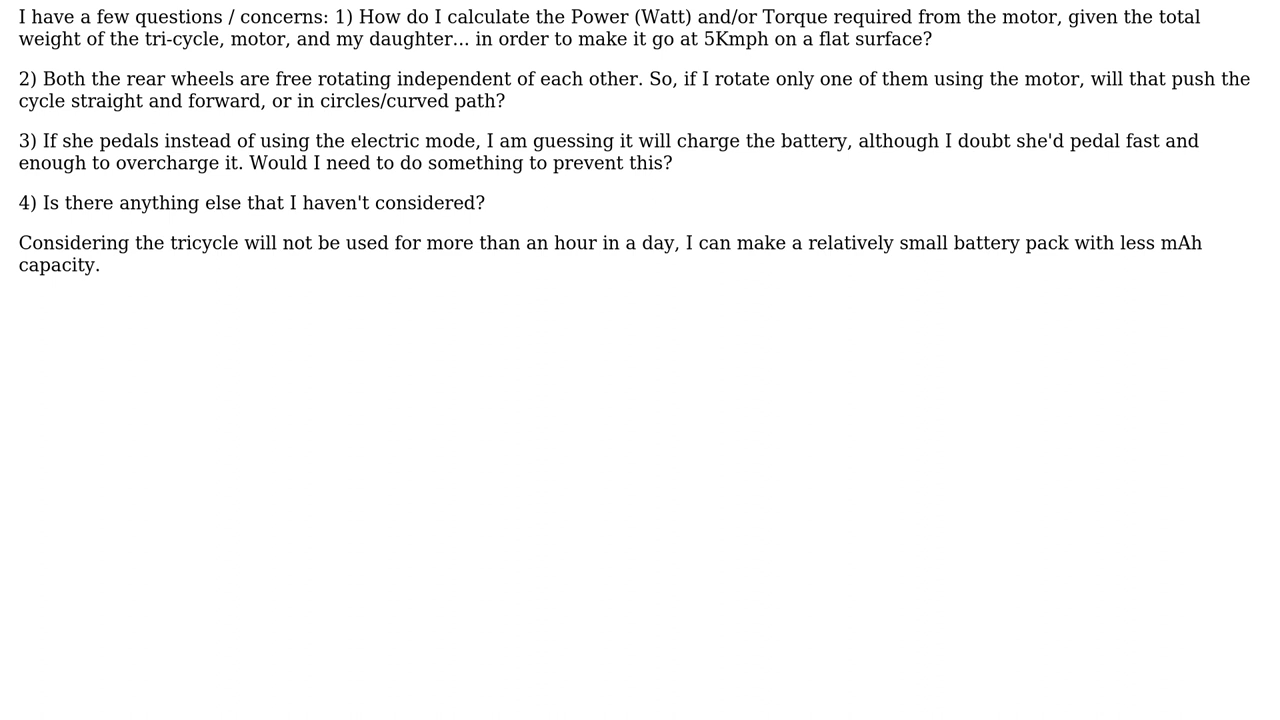 I have a few questions / concerns: 1) How do I calculate the Power (Watt) and/or Torque required from the motor, given the total
weight of the tri-cycle, motor, and my daughter... in order to make it go at 5Kmph on a flat surface?
2) Both the rear wheels are free rotating independent of each other. So, if I rotate only one of them using the motor, will that push the
cycle straight and forward, or in circles/curved path?
3) If she pedals instead of using the electric mode, I am guessing it will charge the battery, although I doubt she'd pedal fast and
enough to overcharge it. Would I need to do something to prevent this?
4) Is there anything else that I haven't considered?
Considering the tricycle will not be used for more than an hour in a day, I can make a relatively small battery pack with less mAh
capacity.